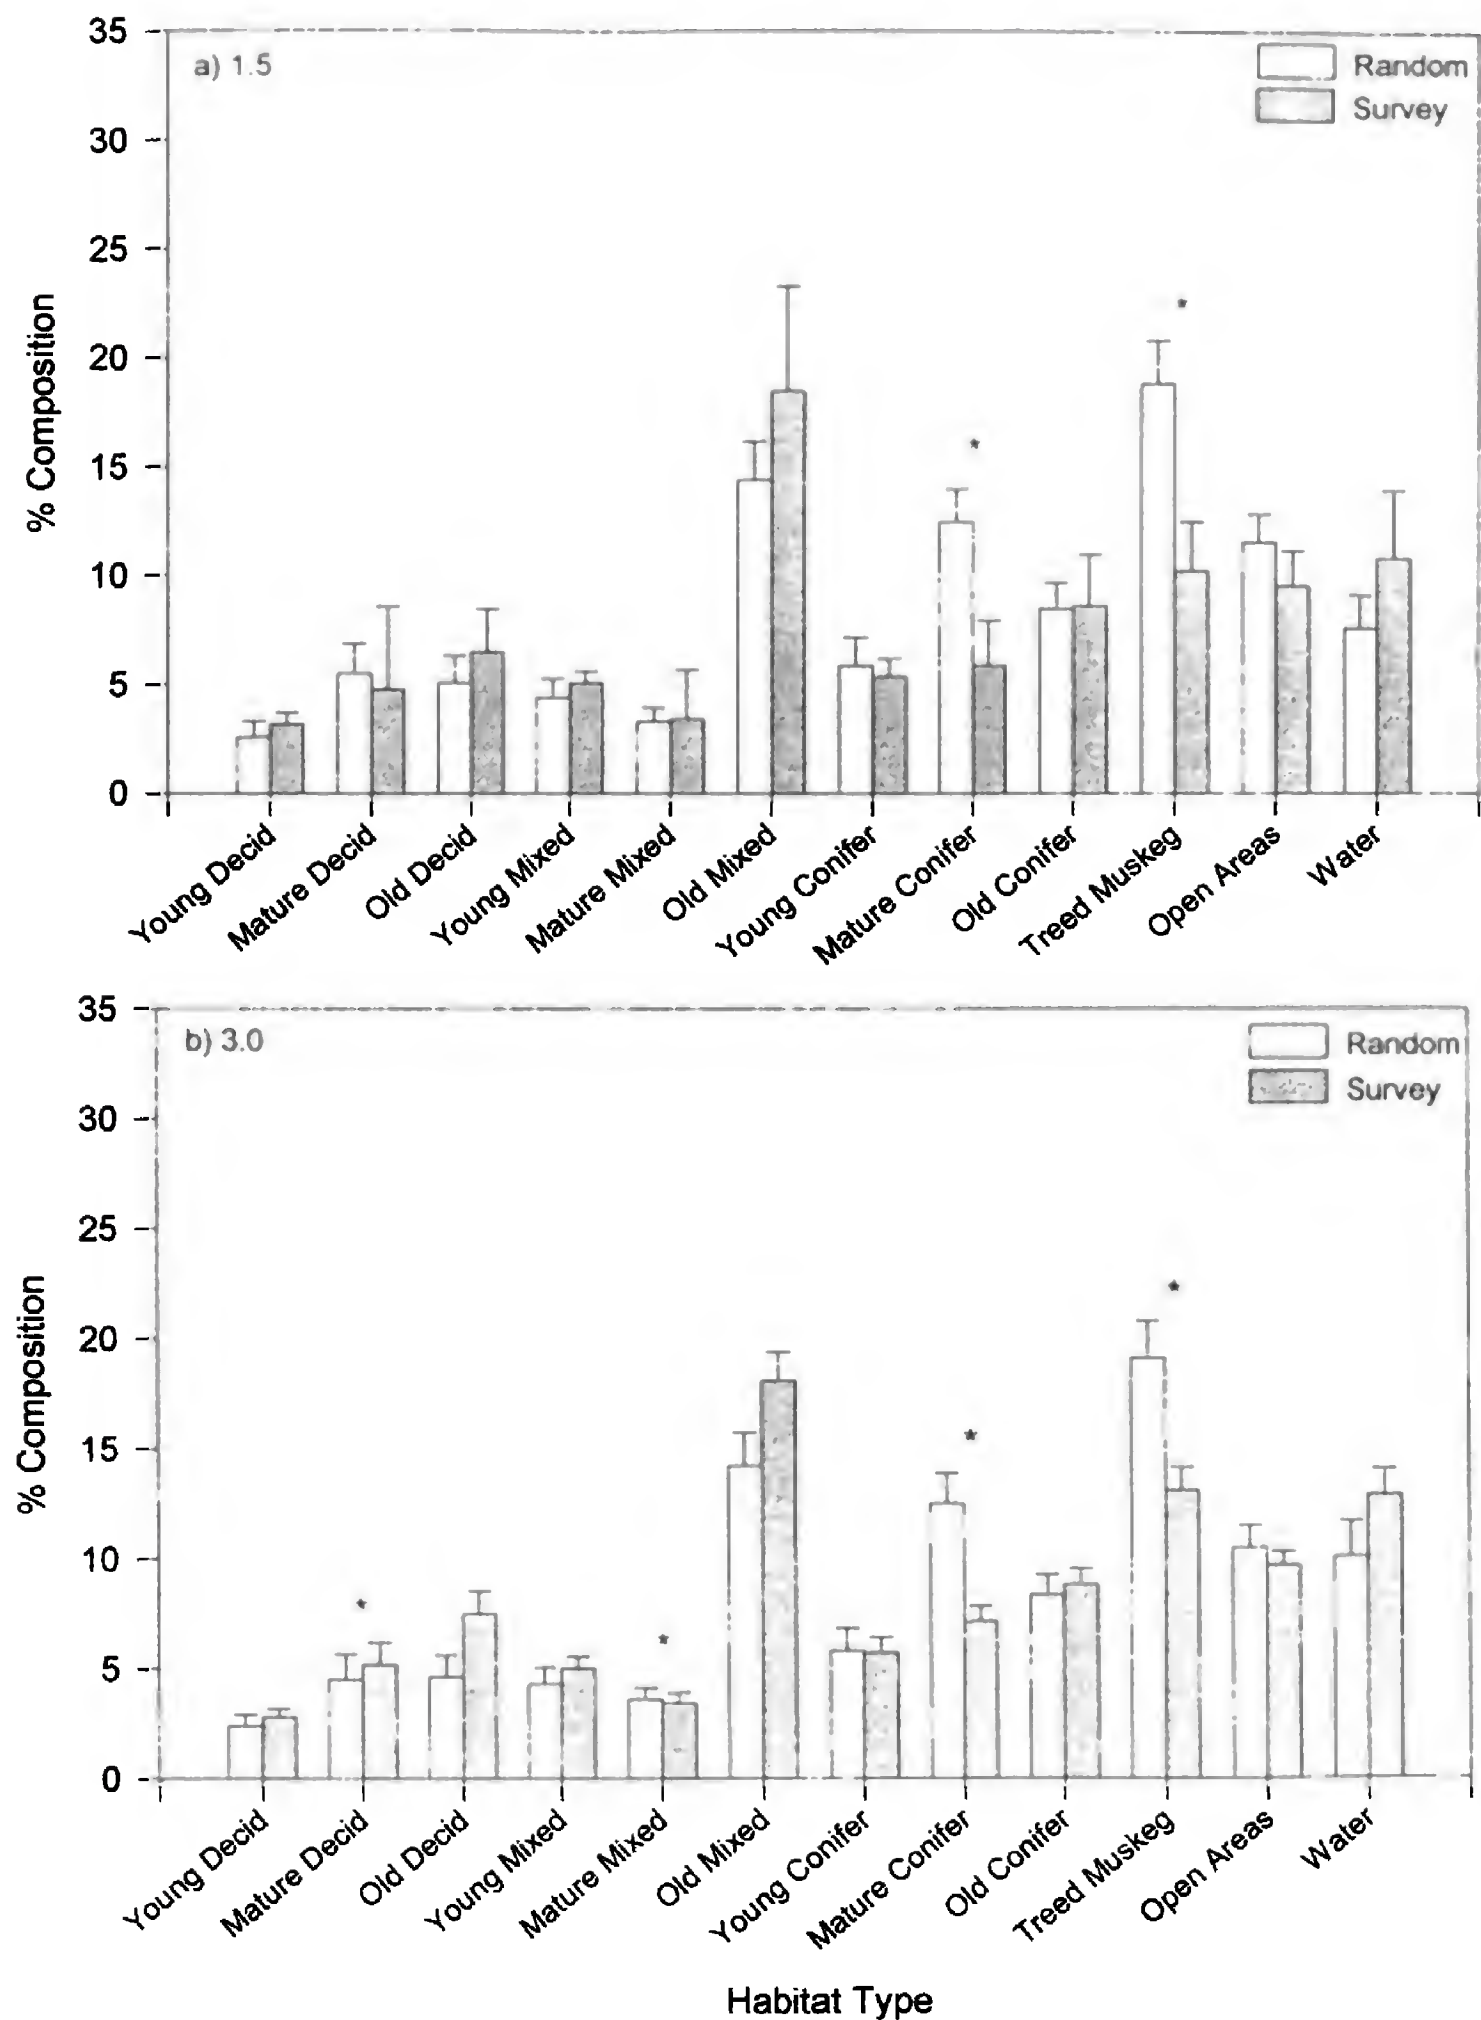 35
30
25
20
15
10
5
0
% Composition
a) 1.5
Random
Survey
*
*
Young Decid
Mature Decid
Old Decid
Young Mixed
Mature Mixed
Old Mixed
Young Conifer
Mature Conifer
Old Conifer
Treed Muskeg
Open Areas
Water
35
30
25
20
15
10
5
0
% Composition
b) 3.0
Random
Survey
*
*
*
*
Young Decid
Mature Decid
Old Decid
Young Mixed
Mature Mixed
Old Mixed
Young Conifer
Mature Conifer
Old Conifer
Treed Muskeg
Open Areas
Water
Habitat Type